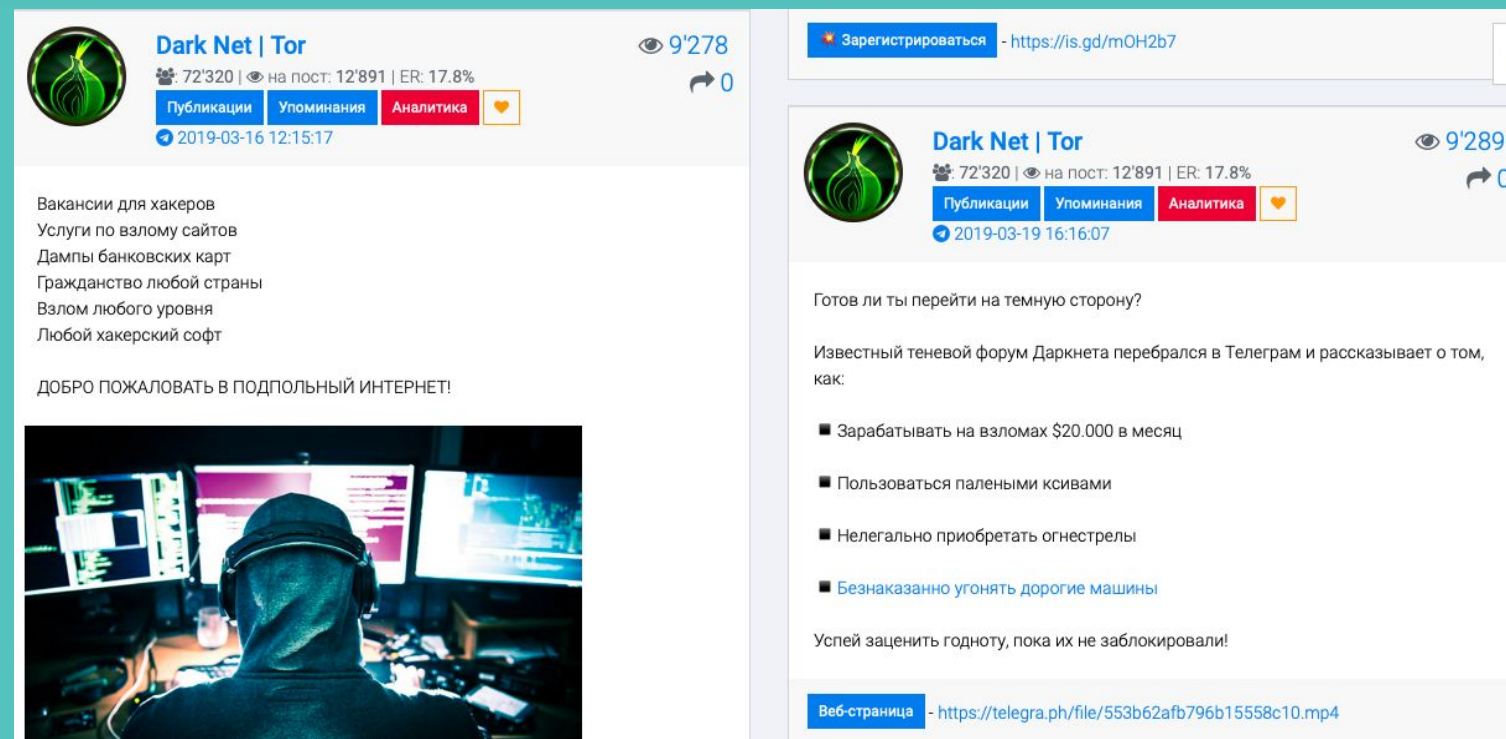 Dark Net | Tor
9'278
: 72'320 | на пост: 12'891 | ER: 17.8%
0
Публикации Упоминания Аналитика
2019-03-16 12:15:17
Вакансии для хакеров
Услуги по взлому сайтов
Дампы банковских карт
Гражданство любой страны
Взлом любого уровня
Любой хакерский софт
ДОБРО ПОЖАЛОВАТЬ В ПОДПОЛЬНЫЙ ИНТЕРНЕТ!
Зарегистрироваться - https://is.gd/mOH2b7
Dark Net | Tor
9'289
: 72'320 | на пост: 12'891 | ER: 17.8%
0
Публикации Упоминания Аналитика
2019-03-19 16:16:07
Готов ли ты перейти на темную сторону?
Известный теневой форум Даркнета перебрался в Телеграм и рассказывает о том,
как:
Зарабатывать на взломах $20.000 в месяц
Пользоваться палеными ксивами
Нелегально приобретать огнестрелы
Безнаказанно угонять дорогие машины
Успей заценить годноту, пока их не заблокировали!
Веб-страница - https://telegra.ph/file/553b62afb796b15558c10.mp4